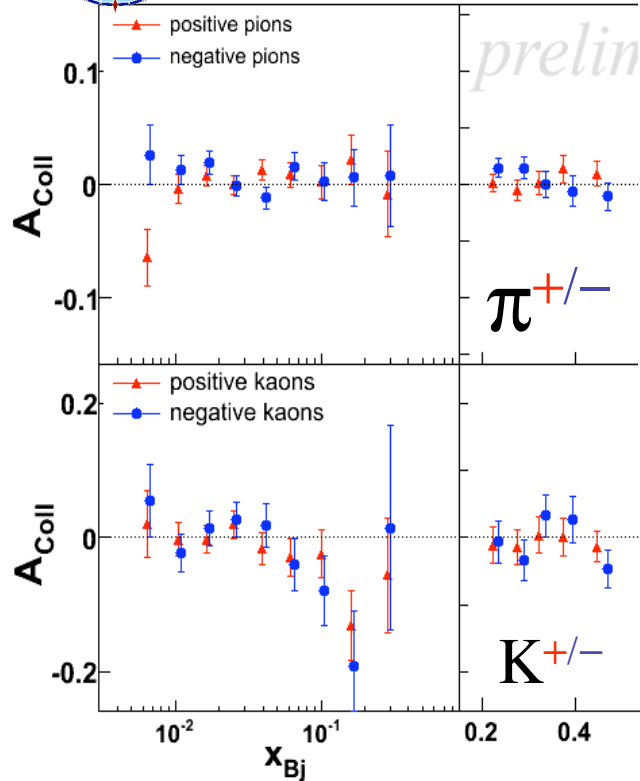 positive pions
negative pions
prelim
0.1
0
-0.1
A_Coll
π+/−
positive kaons
negative kaons
0.2
0
-0.2
A_Coll
K+/−
10^-2
10^-1
0.2
0.4
x_Bj